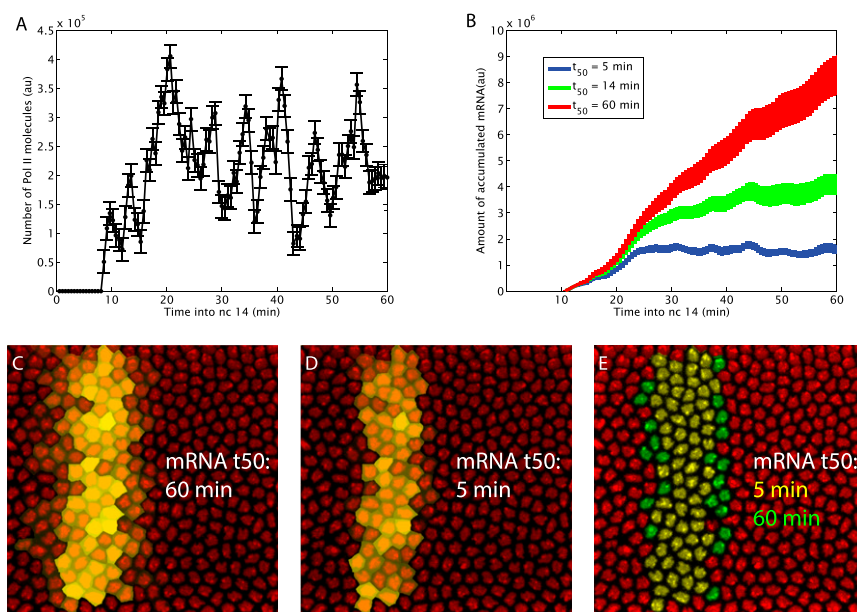 A
× 10⁵
4.5
4
3.5
3
2.5
2
1.5
1
0.5
0
0
10
20
30
40
50
60
Number of Pol II molecules (au)
Time into nc 14 (min)
B
× 10⁶
10
9
8
7
6
5
4
3
2
1
0
10
20
30
40
50
60
Amount of accumulated mRNA(au)
Time into nc 14 (min)
t₅₀ = 5 min
t₅₀ = 14 min
t₅₀ = 60 min
C
mRNA t50:
60 min
D
mRNA t50:
5 min
E
mRNA t50:
5 min
60 min